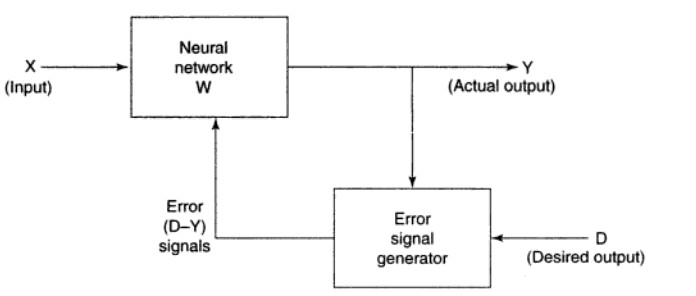 Neural
network
W
X
(Input)
Y
(Actual output)
Error
(D–Y)
signals
Error
signal
generator
D
(Desired output)